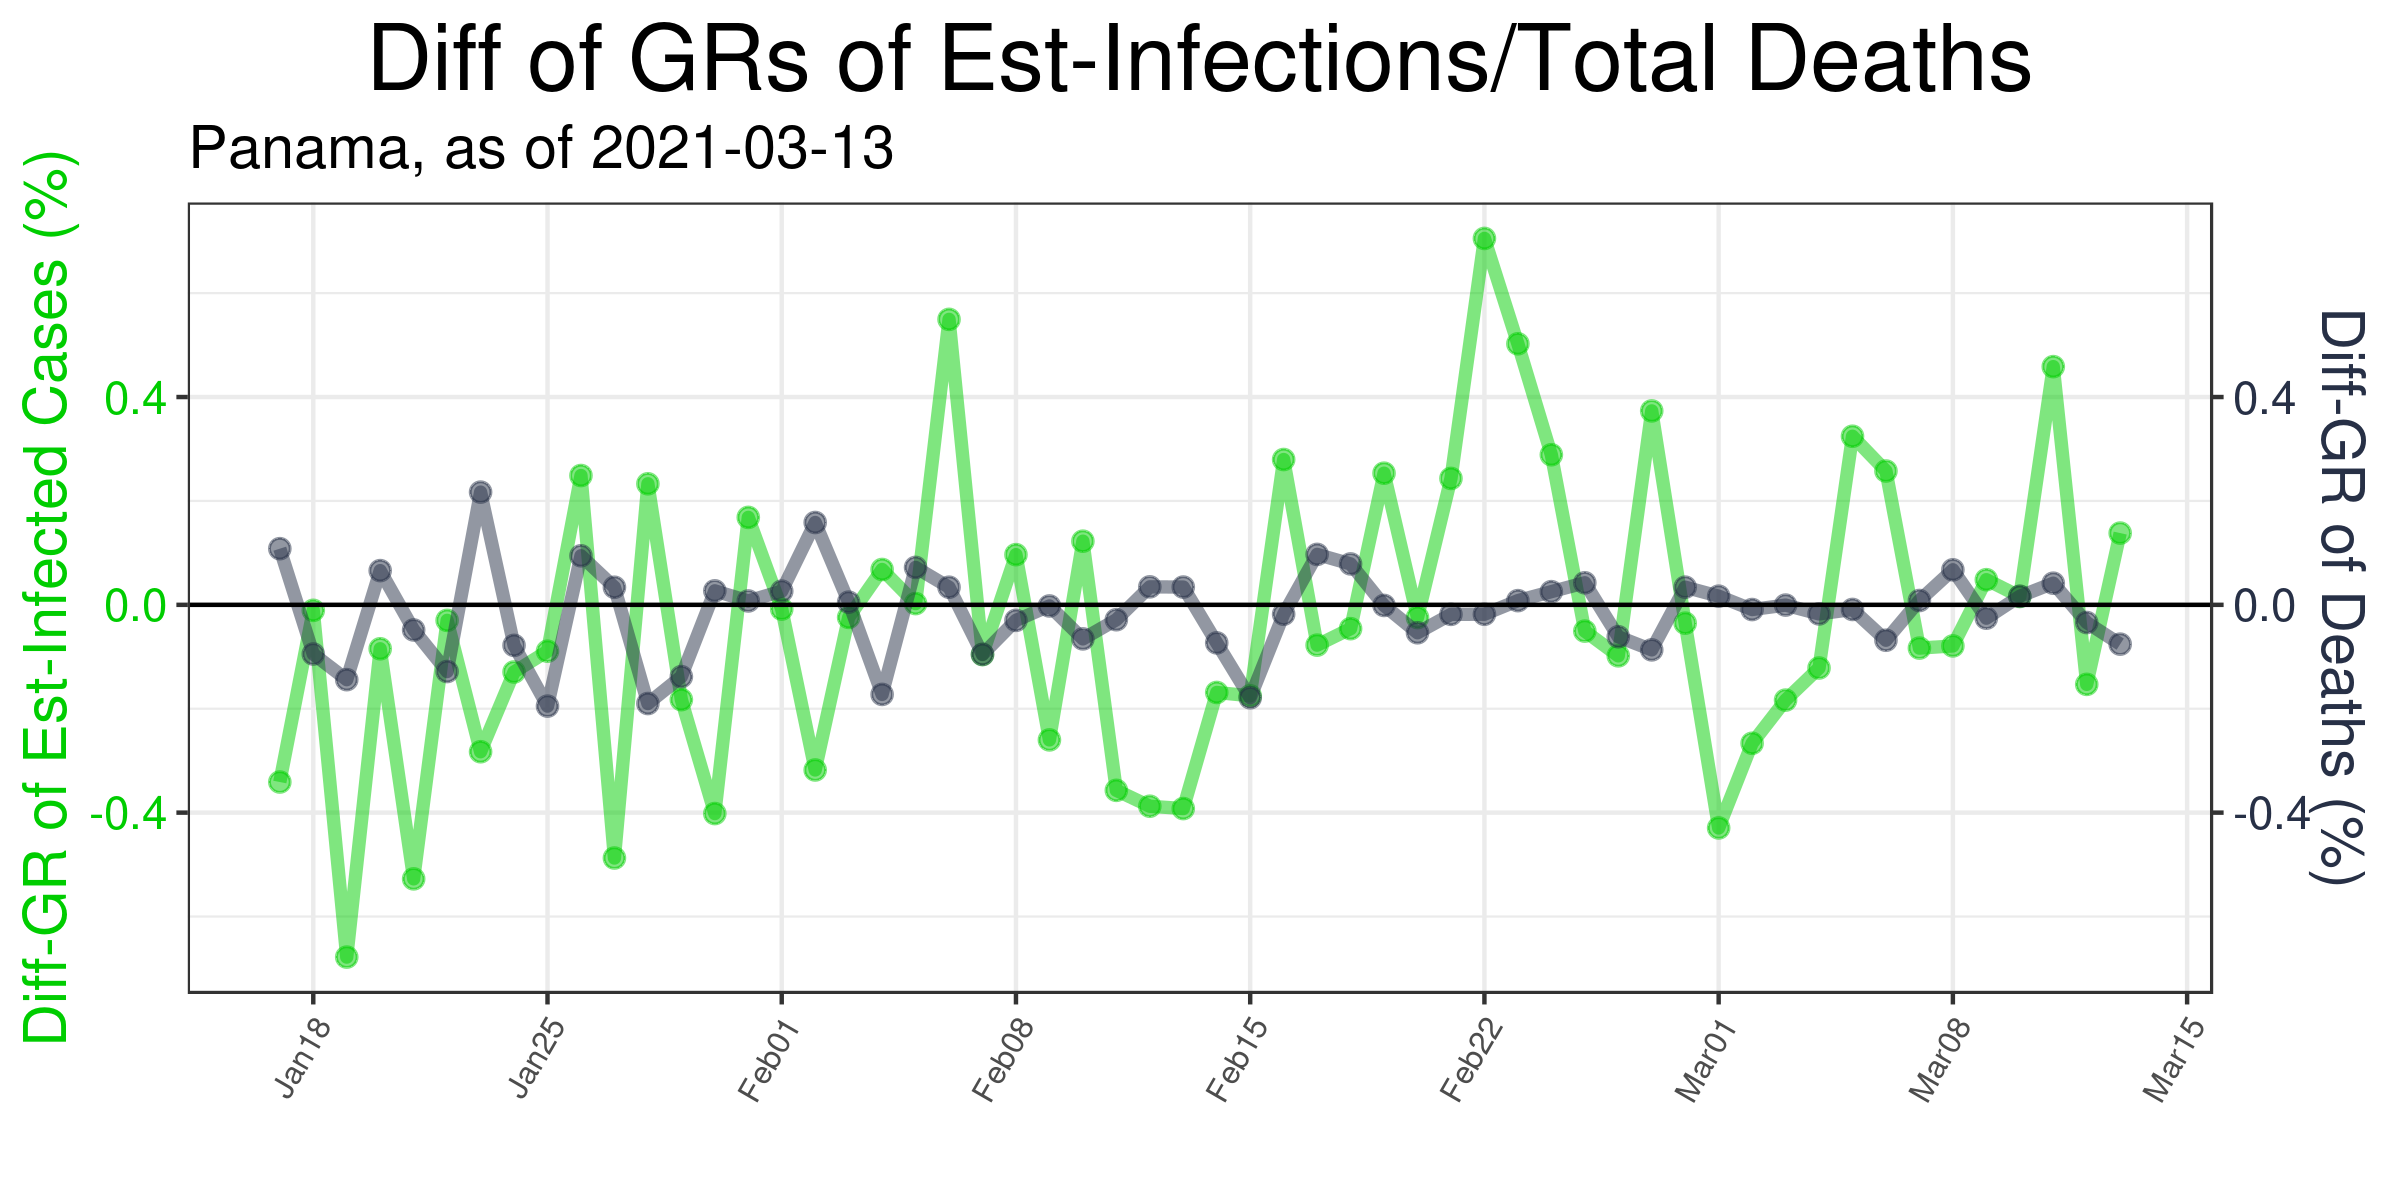 Diff of GRs of Est-Infections/Total Deaths
Panama, as of 2021-03-13
Diff-GR of Est-Infected Cases (%)
0.4
0.0
-0.4
0.4
0.0
-0.4
Diff-GR of Deaths (%)
Jan18
Jan25
Feb01
Feb08
Feb15
Feb22
Mar01
Mar08
Mar15